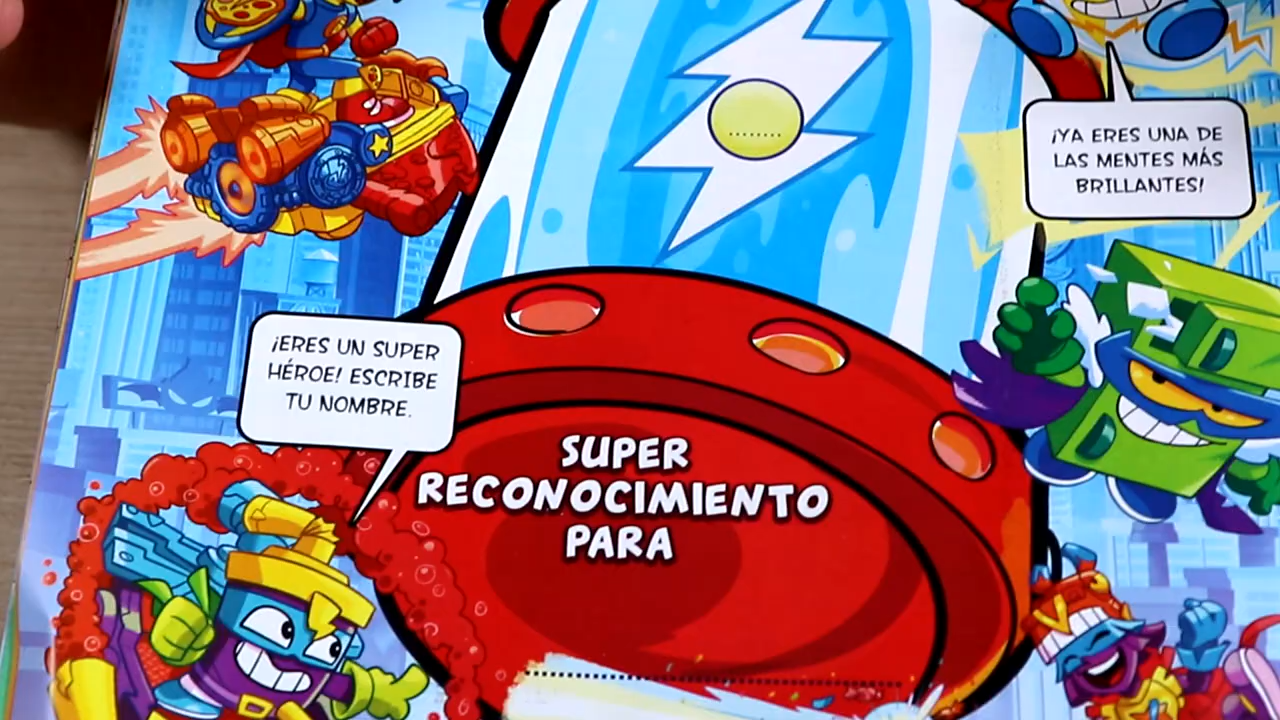 ¡YA ERES UNA DE
LAS MENTES MÁS
BRILLANTES!
¡ERES UN SUPER
HÉROE! ESCRIBE
TU NOMBRE.
SUPER
RECONOCIMIENTO
PARA